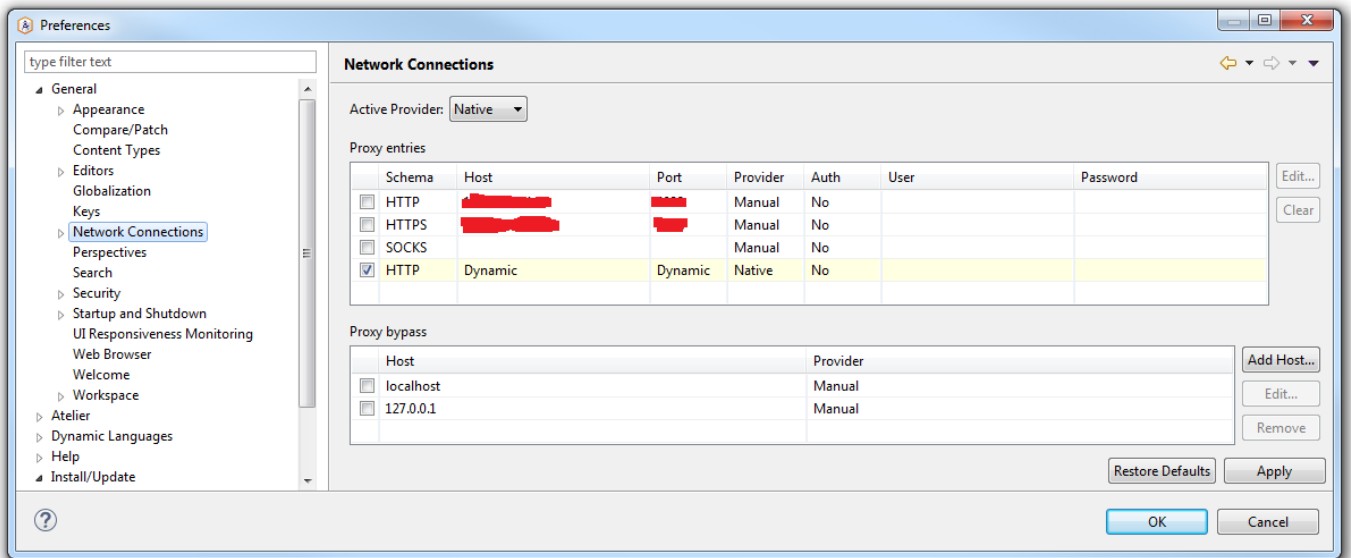 Preferences
type filter text
General
Appearance
Compare/Patch
Content Types
Editors
Globalization
Keys
Network Connections
Perspectives
Search
Security
Startup and Shutdown
UI Responsiveness Monitoring
Web Browser
Welcome
Workspace
Atelier
Dynamic Languages
Help
Install/Update
Network Connections
Active Provider: Native
Proxy entries
Schema Host Port Provider Auth User Password
HTTP Manual No
HTTPS Manual No
SOCKS Manual No
HTTP Dynamic Dynamic Native No
Edit...
Clear
Proxy bypass
Host Provider
localhost Manual
127.0.0.1 Manual
Add Host...
Edit...
Remove
Restore Defaults Apply
OK Cancel